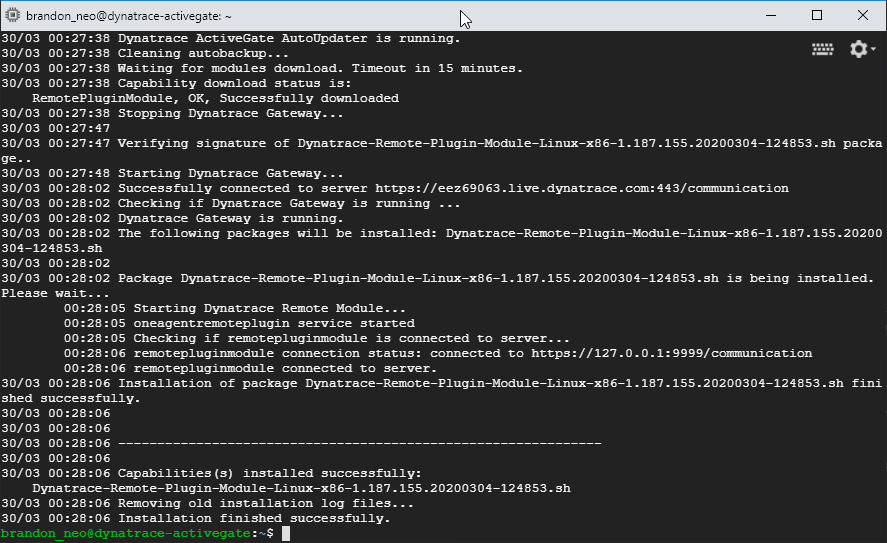 brandon_neo@dynatrace-activegate: ~
30/03 00:27:38 Dynatrace ActiveGate AutoUpdater is running.
30/03 00:27:38 Cleaning autobackup...
30/03 00:27:38 Waiting for modules download. Timeout in 15 minutes.
30/03 00:27:38 Capability download status is:
    RemotePluginModule, OK, Successfully downloaded
30/03 00:27:38 Stopping Dynatrace Gateway...
30/03 00:27:47
30/03 00:27:47 Verifying signature of Dynatrace-Remote-Plugin-Module-Linux-x86-1.187.155.20200304-124853.sh packa
ge..
30/03 00:27:48 Starting Dynatrace Gateway...
30/03 00:28:02 Successfully connected to server https://eez69063.live.dynatrace.com:443/communication
30/03 00:28:02 Checking if Dynatrace Gateway is running ...
30/03 00:28:02 Dynatrace Gateway is running.
30/03 00:28:02 The following packages will be installed: Dynatrace-Remote-Plugin-Module-Linux-x86-1.187.155.20200
304-124853.sh
30/03 00:28:02
30/03 00:28:02 Package Dynatrace-Remote-Plugin-Module-Linux-x86-1.187.155.20200304-124853.sh is being installed.
Please wait...
        00:28:05 Starting Dynatrace Remote Module...
        00:28:05 oneagentremoteplugin service started
        00:28:05 Checking if remotepluginmodule is connected to server...
        00:28:06 remotepluginmodule connection status: connected to https://127.0.0.1:9999/communication
        00:28:06 remotepluginmodule connected to server.
30/03 00:28:06 Installation of package Dynatrace-Remote-Plugin-Module-Linux-x86-1.187.155.20200304-124853.sh fini
shed successfully.
30/03 00:28:06
30/03 00:28:06
30/03 00:28:06 --------------------------------------------------------------
30/03 00:28:06
30/03 00:28:06 Capabilities(s) installed successfully:
    Dynatrace-Remote-Plugin-Module-Linux-x86-1.187.155.20200304-124853.sh
30/03 00:28:06 Removing old installation log files...
30/03 00:28:06 Installation finished successfully.
brandon_neo@dynatrace-activegate:~$